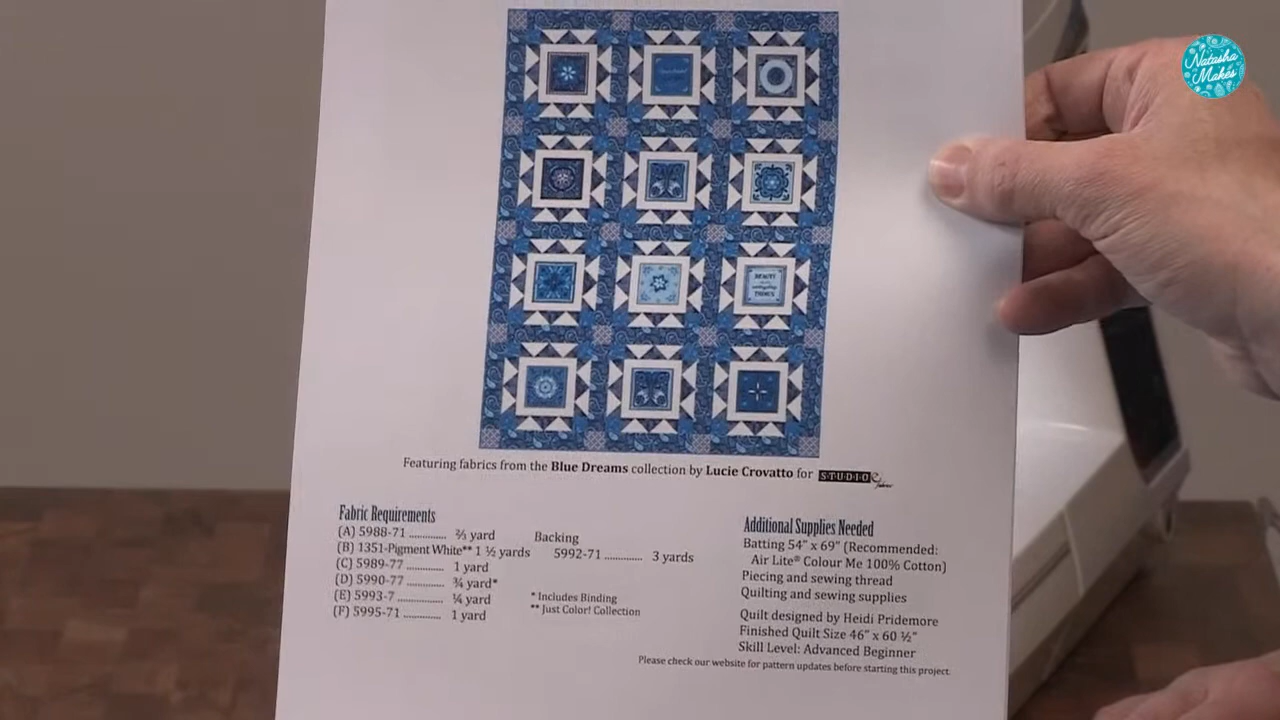 Natasha
Makes
BEAUTY
THINGS
Featuring fabrics from the Blue Dreams collection by Lucie Crovatto for STUDIO e fabrics
Fabric Requirements
(A) 5988-71 ............. ⅔ yard
(B) 1351-Pigment White** 1 ½ yards
(C) 5989-77 ............. 1 yard
(D) 5990-77 ............. ¾ yard*
(E) 5993-7 ............... ¼ yard
(F) 5995-71 ............. 1 yard
Backing
5992-71 ............. 3 yards
* Includes Binding
** Just Color! Collection
Additional Supplies Needed
Batting 54" x 69" (Recommended:
Air Lite® Colour Me 100% Cotton)
Piecing and sewing thread
Quilting and sewing supplies
Quilt designed by Heidi Pridemore
Finished Quilt Size 46" x 60 ½"
Skill Level: Advanced Beginner
Please check our website for pattern updates before starting this project.